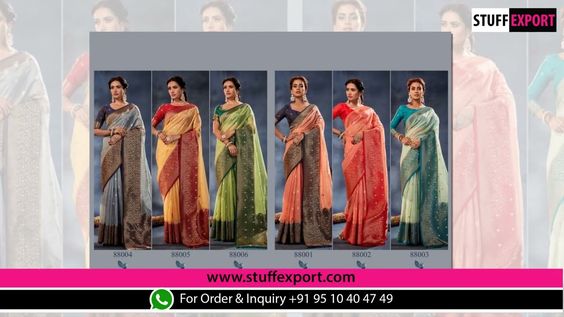 STUFF EXPORT
88004 88005 88006 88001 88002 88003
www.stuffexport.com
For Order & Inquiry +91 95 10 40 47 49